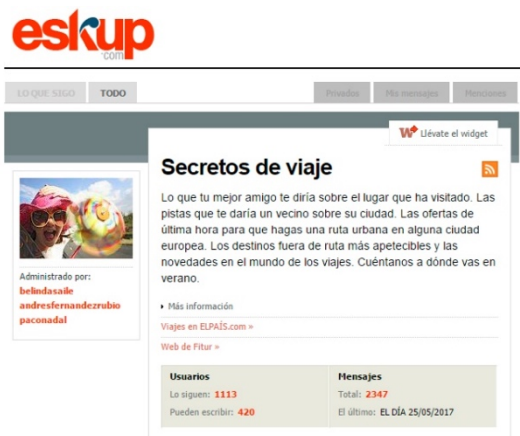 eskup
.com
LO QUE SIGO TODO Privados Mis mensajes Menciones
Llévate el widget
Secretos de viaje
Lo que tu mejor amigo te diría sobre el lugar que ha visitado. Las
pistas que te daría un vecino sobre su ciudad. Las ofertas de
última hora para que hagas una ruta urbana en alguna ciudad
europea. Los destinos fuera de ruta más apetecibles y las
novedades en el mundo de los viajes. Cuéntanos a dónde vas en
verano.
Administrado por:
belindasaile
andresfernandezrubio
paconadal
Más información
Viajes en ELPAÍS.com »
Web de Fitur »
Usuarios
Lo siguen: 1113
Pueden escribir: 420
Mensajes
Total: 2347
El último: EL DÍA 25/05/2017